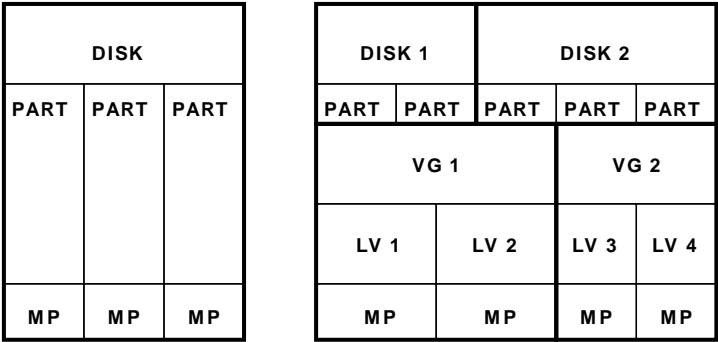 DISK
PART PART PART
MP MP MP
DISK 1 DISK 2
PART PART PART PART PART
VG 1 VG 2
LV 1 LV 2 LV 3 LV 4
MP MP MP MP